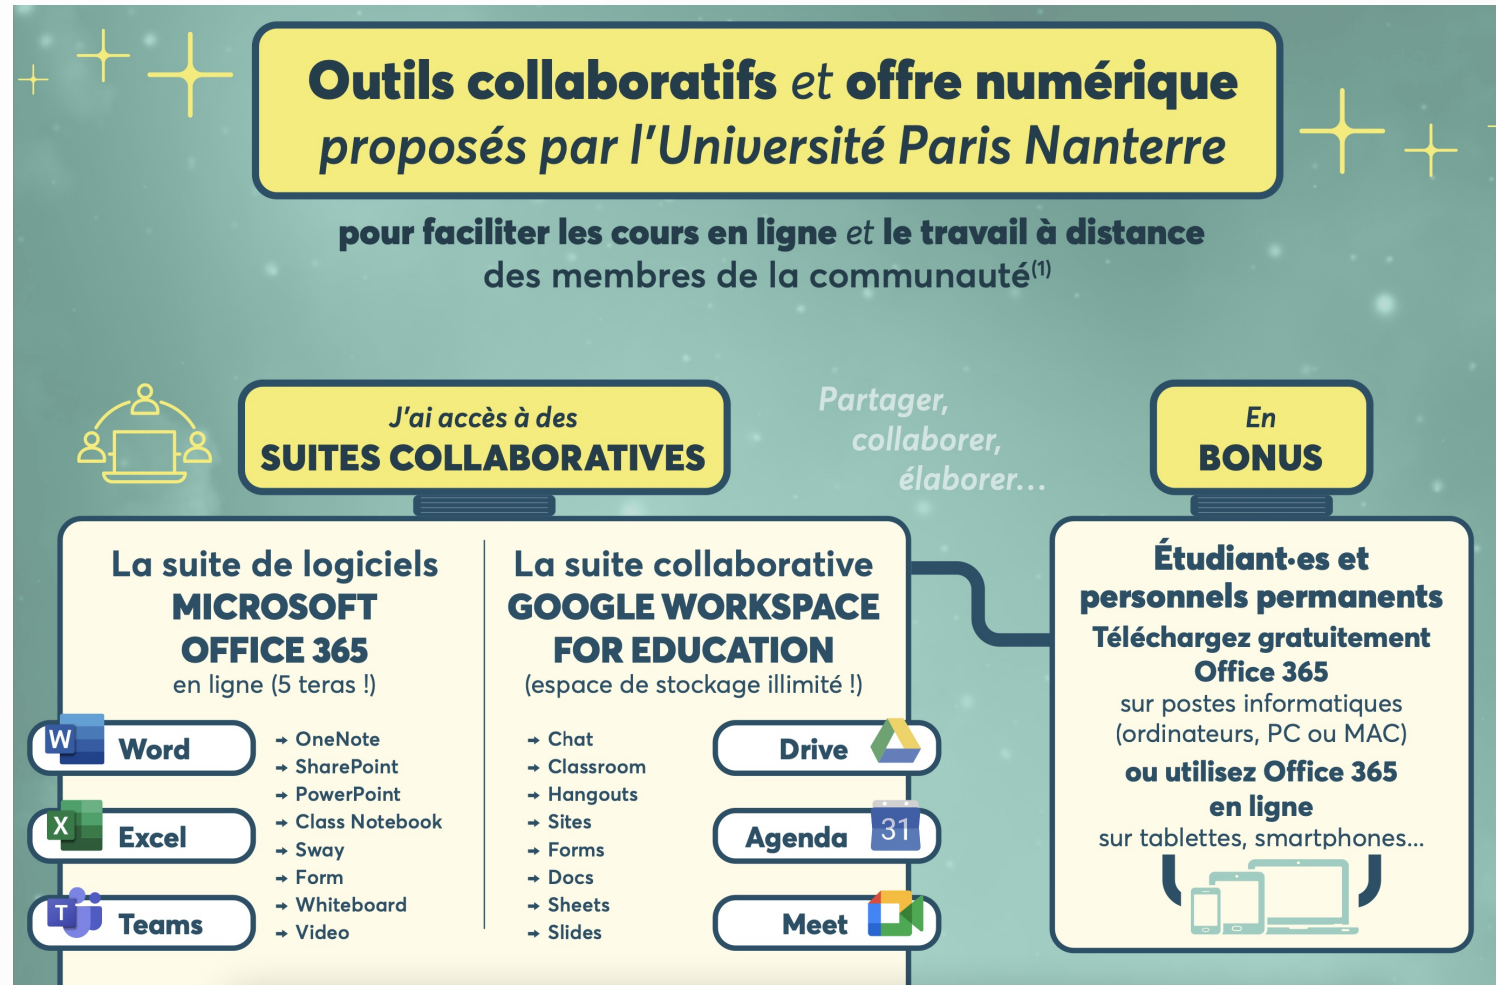 Outils collaboratifs et offre numérique
proposés par l'Université Paris Nanterre
pour faciliter les cours en ligne et le travail à distance
des membres de la communauté(1)
Partager,
collaborer,
élaborer...
J'ai accès à des
SUITES COLLABORATIVES
La suite de logiciels
MICROSOFT
OFFICE 365
en ligne (5 teras !)
W Word
X Excel
T Teams
→ OneNote
→ SharePoint
→ PowerPoint
→ Class Notebook
→ Sway
→ Form
→ Whiteboard
→ Video
La suite collaborative
GOOGLE WORKSPACE
FOR EDUCATION
(espace de stockage illimité !)
→ Chat
→ Classroom
→ Hangouts
→ Sites
→ Forms
→ Docs
→ Sheets
→ Slides
Drive
Agenda 31
Meet
En
BONUS
Étudiant·es et
personnels permanents
Téléchargez gratuitement
Office 365
sur postes informatiques
(ordinateurs, PC ou MAC)
ou utilisez Office 365
en ligne
sur tablettes, smartphones...